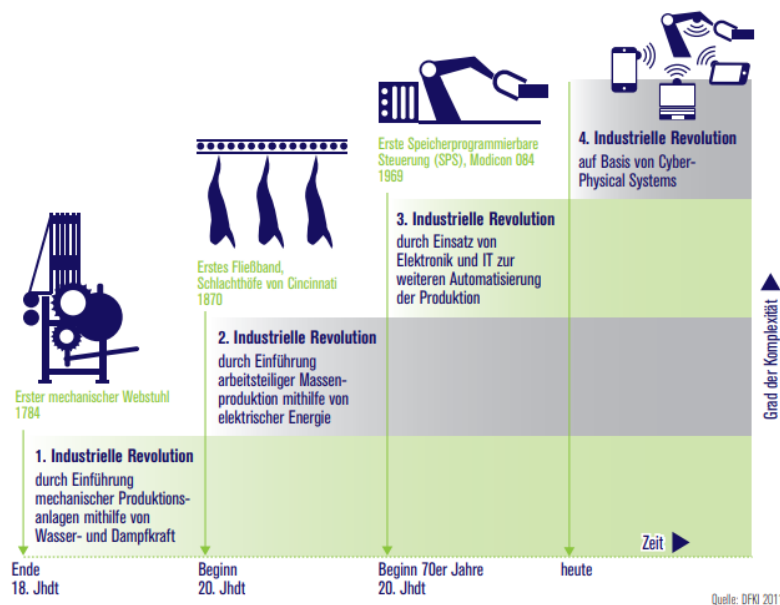 Erster mechanischer Webstuhl
1784
1. Industrielle Revolution
durch Einführung
mechanischer Produktions-
anlagen mithilfe von
Wasser- und Dampfkraft
Ende
18. Jhdt
Erstes Fließband,
Schlachthöfe von Cincinnati
1870
2. Industrielle Revolution
durch Einführung
arbeitsteiliger Massen-
produktion mithilfe von
elektrischer Energie
Beginn
20. Jhdt
Erste Speicherprogrammierbare
Steuerung (SPS), Modicon 084
1969
3. Industrielle Revolution
durch Einsatz von
Elektronik und IT zur
weiteren Automatisierung
der Produktion
Beginn 70er Jahre
20. Jhdt
4. Industrielle Revolution
auf Basis von Cyber-
Physical Systems
heute
Zeit
Grad der Komplexität
Quelle: DFKI